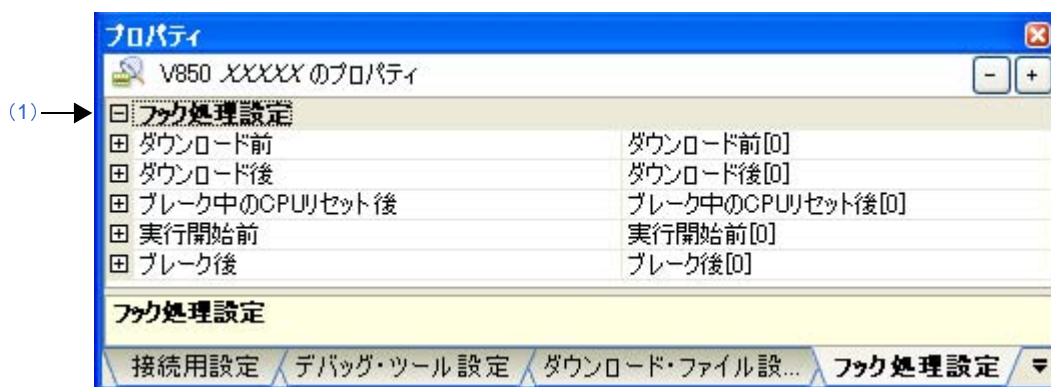 プロパティ
V850 XXXXX のプロパティ
(1)
フック処理設定
ダウンロード前 ダウンロード前[0]
ダウンロード後 ダウンロード後[0]
ブレーク中のCPUリセット後 ブレーク中のCPUリセット後[0]
実行開始前 実行開始前[0]
ブレーク後 ブレーク後[0]
フック処理設定
接続用設定 デバッグ・ツール設定 ダウンロード・ファイル設... フック処理設定